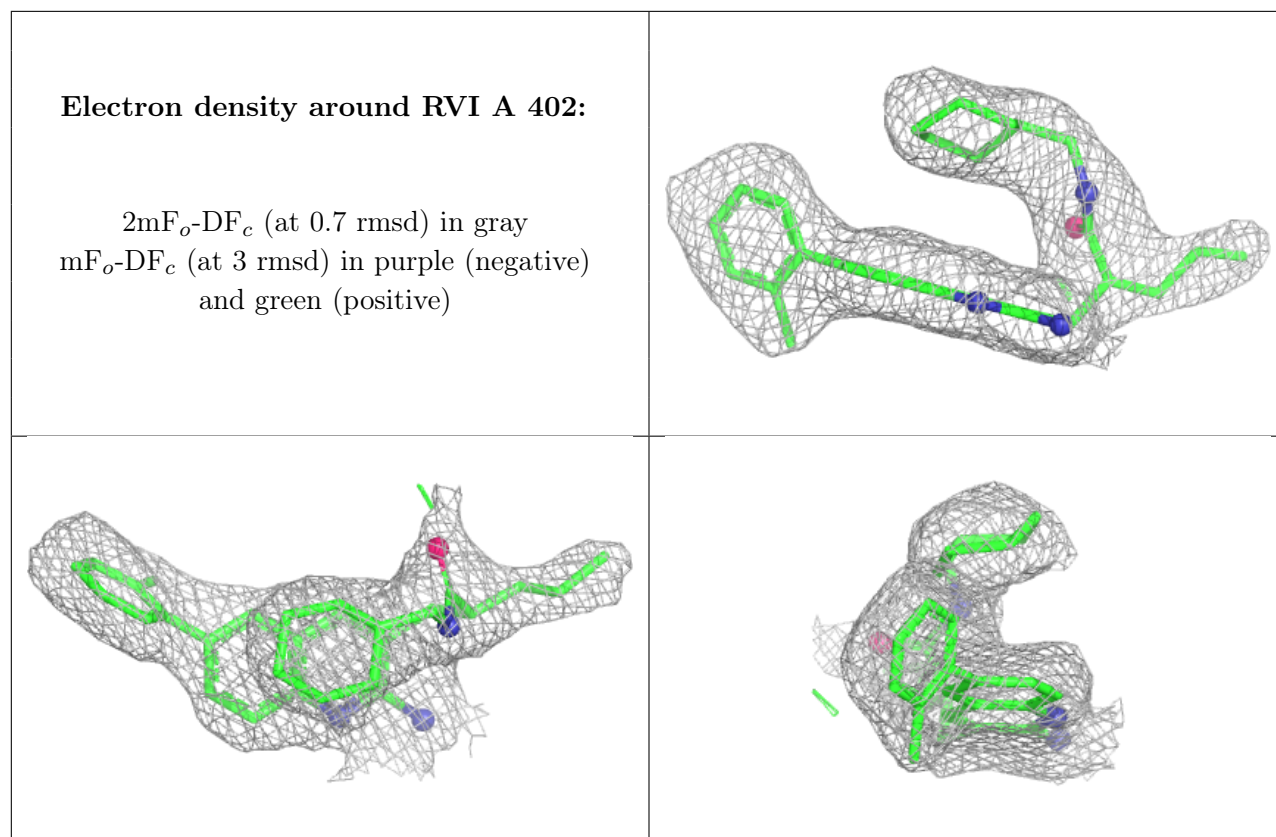 Electron density around RVI A 402:
2mFₒ-DF𝒸 (at 0.7 rmsd) in gray
mFₒ-DF𝒸 (at 3 rmsd) in purple (negative)
and green (positive)